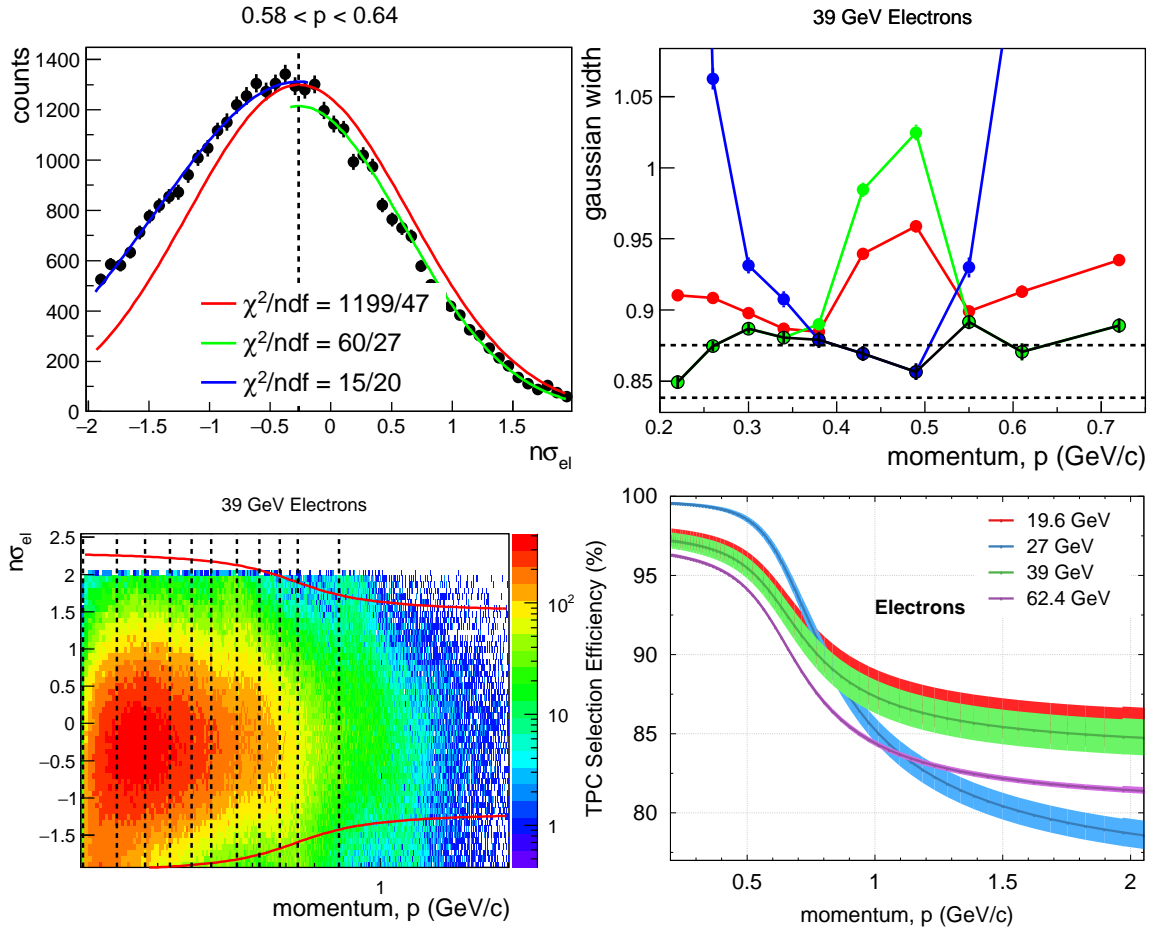 0.58 < p < 0.64
counts
1400
1200
1000
800
600
400
200
0
χ²/ndf = 1199/47
χ²/ndf = 60/27
χ²/ndf = 15/20
−2 −1.5 −1 −0.5 0 0.5 1 1.5
nσ_el
39 GeV Electrons
gaussian width
1.05
1
0.95
0.9
0.85
0.2 0.3 0.4 0.5 0.6 0.7
momentum, p (GeV/c)
39 GeV Electrons
nσ_el
2.5
2
1.5
1
0.5
0
−0.5
−1
−1.5
10²
10
1
1
momentum, p (GeV/c)
TPC Selection Efficiency (%)
100
95
90
85
80
19.6 GeV
27 GeV
39 GeV
62.4 GeV
Electrons
0.5 1 1.5 2
momentum, p (GeV/c)